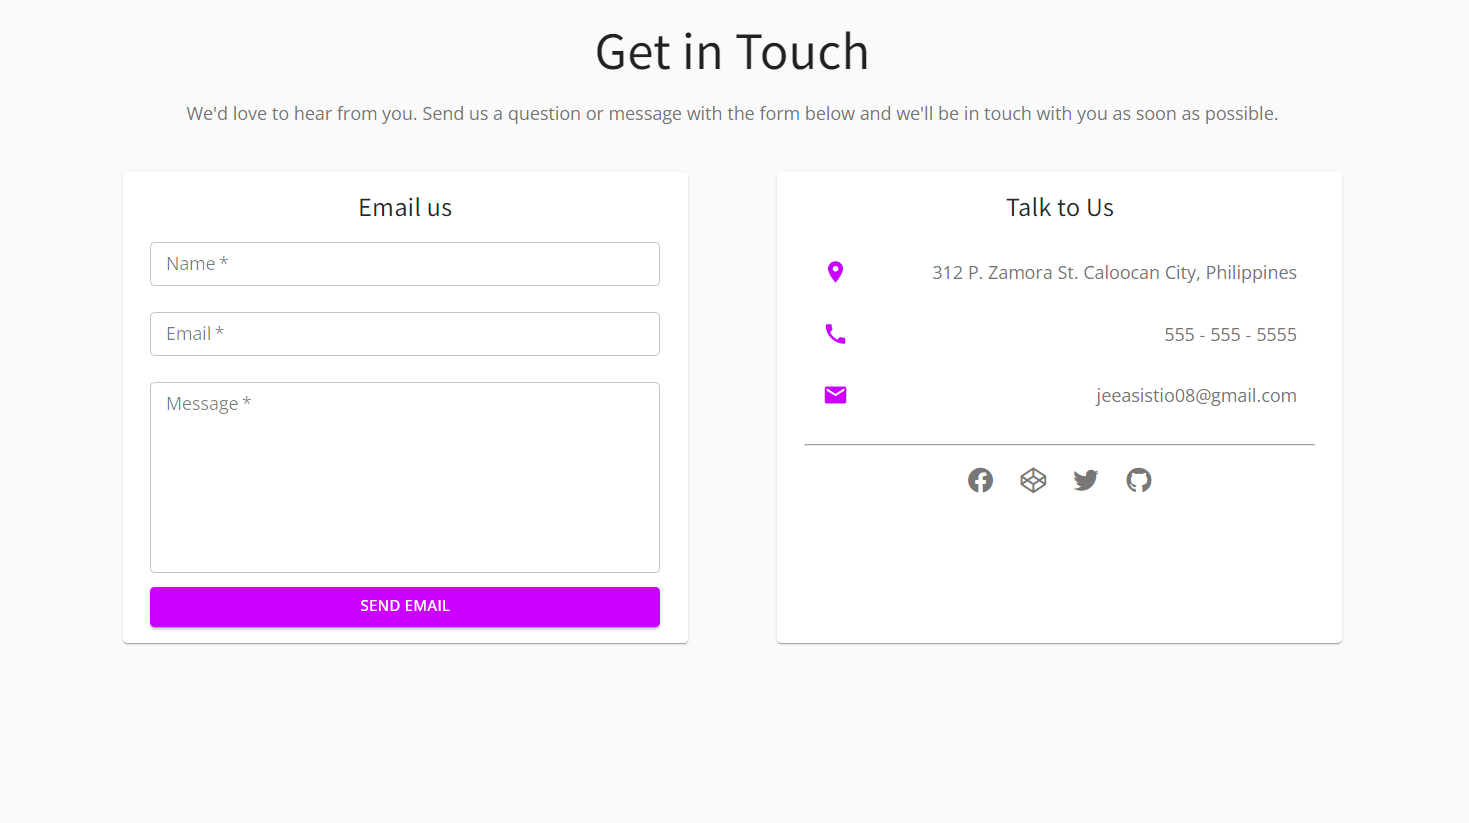 Get in Touch
We'd love to hear from you. Send us a question or message with the form below and we'll be in touch with you as soon as possible.
Email us
Name *
Email *
Message *
SEND EMAIL
Talk to Us
312 P. Zamora St. Caloocan City, Philippines
555 - 555 - 5555
jeeasistio08@gmail.com